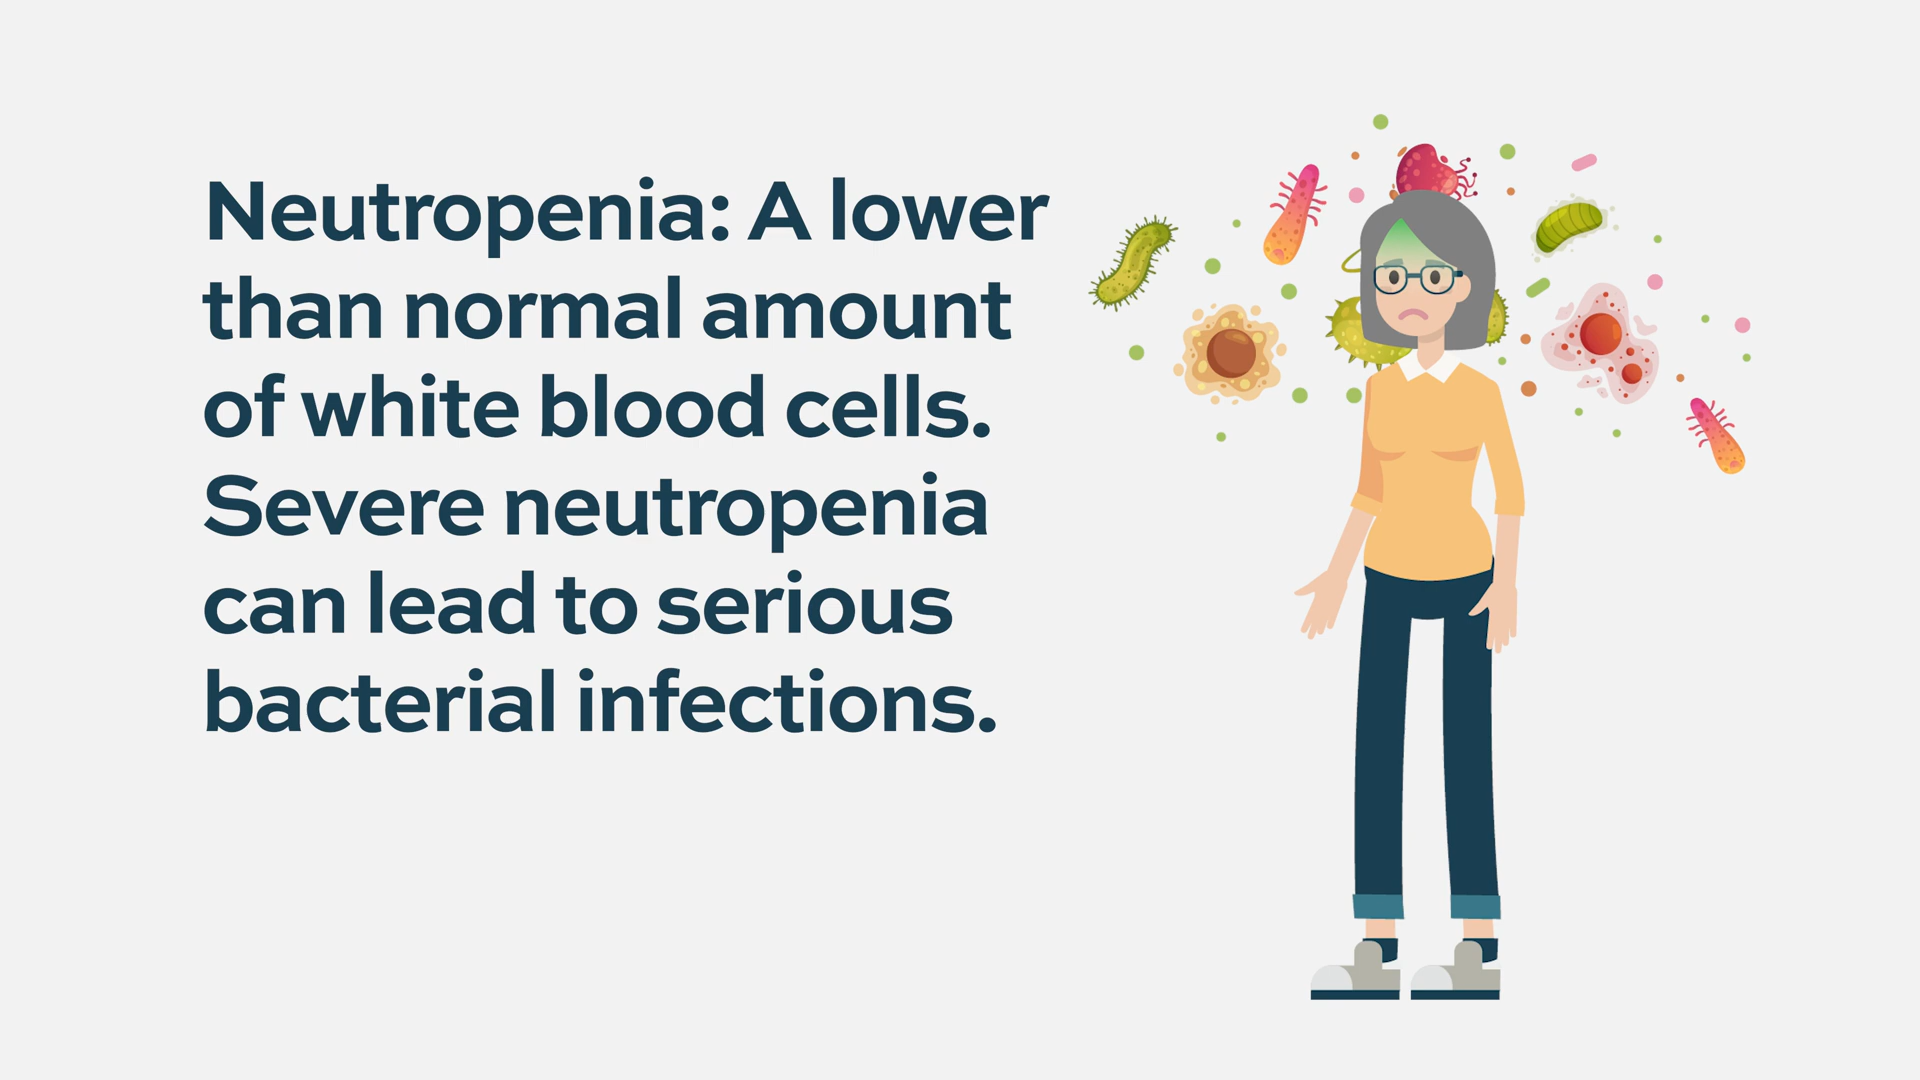 Neutropenia: A lower
than normal amount
of white blood cells.
Severe neutropenia
can lead to serious
bacterial infections.